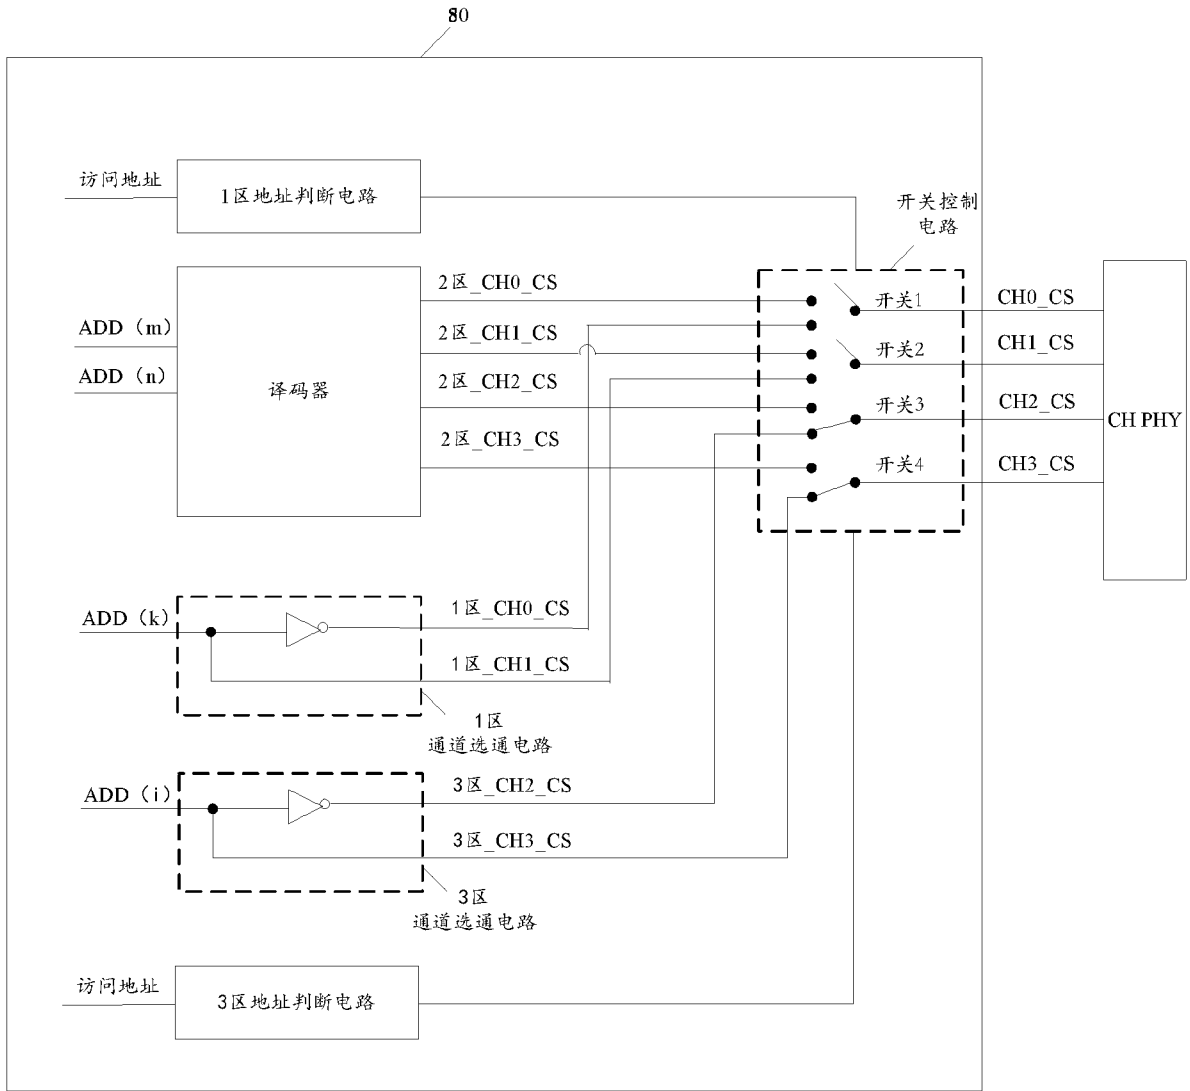 80
访问地址
1区地址判断电路
开关控制
电路
2区_CH0_CS
开关1
CH0_CS
ADD（m）
2区_CH1_CS
开关2
CH1_CS
ADD（n）
译码器
2区_CH2_CS
开关3
CH2_CS
CH PHY
2区_CH3_CS
开关4
CH3_CS
ADD（k）
1区_CH0_CS
1区_CH1_CS
1区
通道选通电路
ADD（i）
3区_CH2_CS
3区_CH3_CS
3区
通道选通电路
访问地址
3区地址判断电路